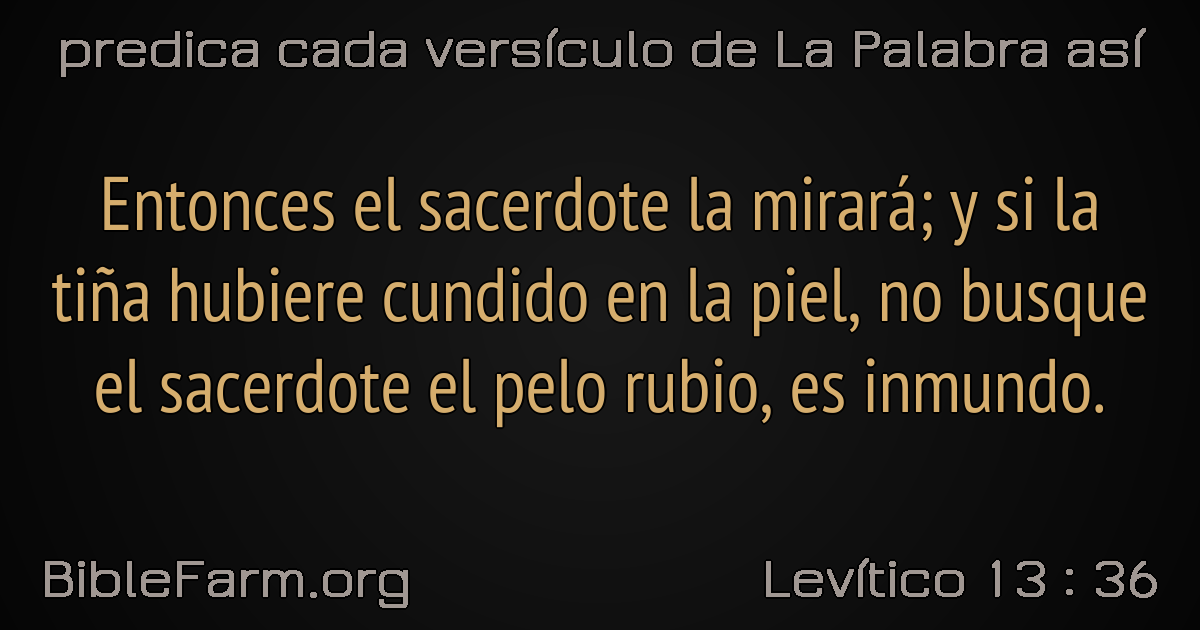 predica cada versículo de La Palabra así
Entonces el sacerdote la mirará; y si la
tiña hubiere cundido en la piel, no busque
el sacerdote el pelo rubio, es inmundo.
BibleFarm.org
Levítico 13 : 36